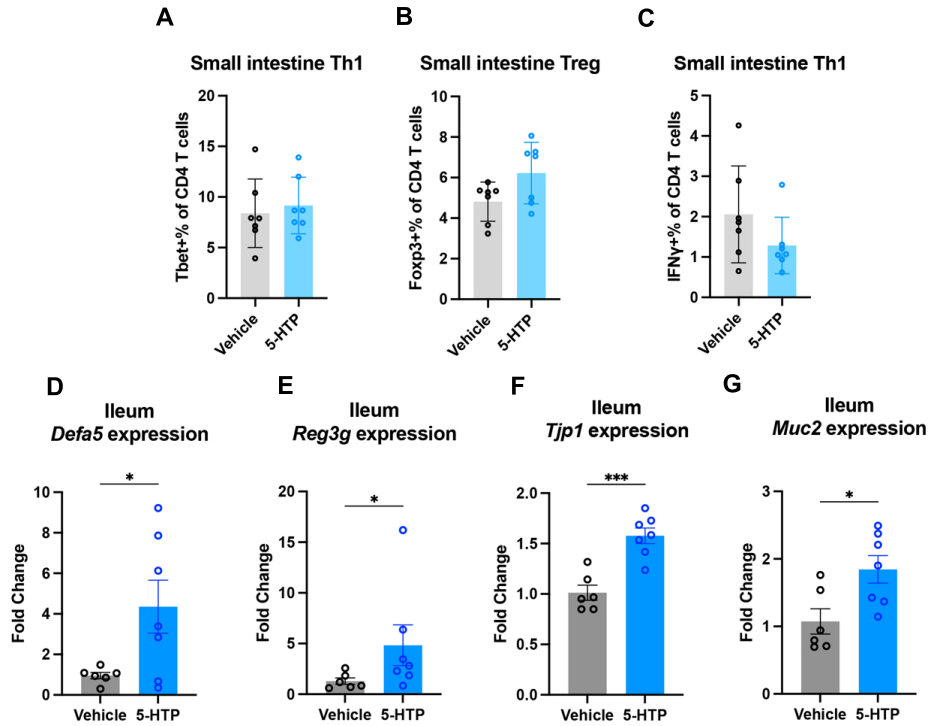 A
B
C
Small intestine Th1
Small intestine Treg
Small intestine Th1
Tbet+% of CD4 T cells
20
15
10
5
0
Vehicle
5-HTP
Foxp3+% of CD4 T cells
10
8
6
4
2
0
Vehicle
5-HTP
IFNγ+% of CD4 T cells
5
4
3
2
1
0
Vehicle
5-HTP
D
E
F
G
Ileum
Defa5 expression
Ileum
Reg3g expression
Ileum
Tjp1 expression
Ileum
Muc2 expression
*
Fold Change
10
8
6
4
2
0
Vehicle 5-HTP
*
Fold Change
20
15
10
5
0
Vehicle 5-HTP
***
Fold Change
2.0
1.5
1.0
0.5
0.0
Vehicle 5-HTP
*
Fold Change
3
2
1
0
Vehicle 5-HTP